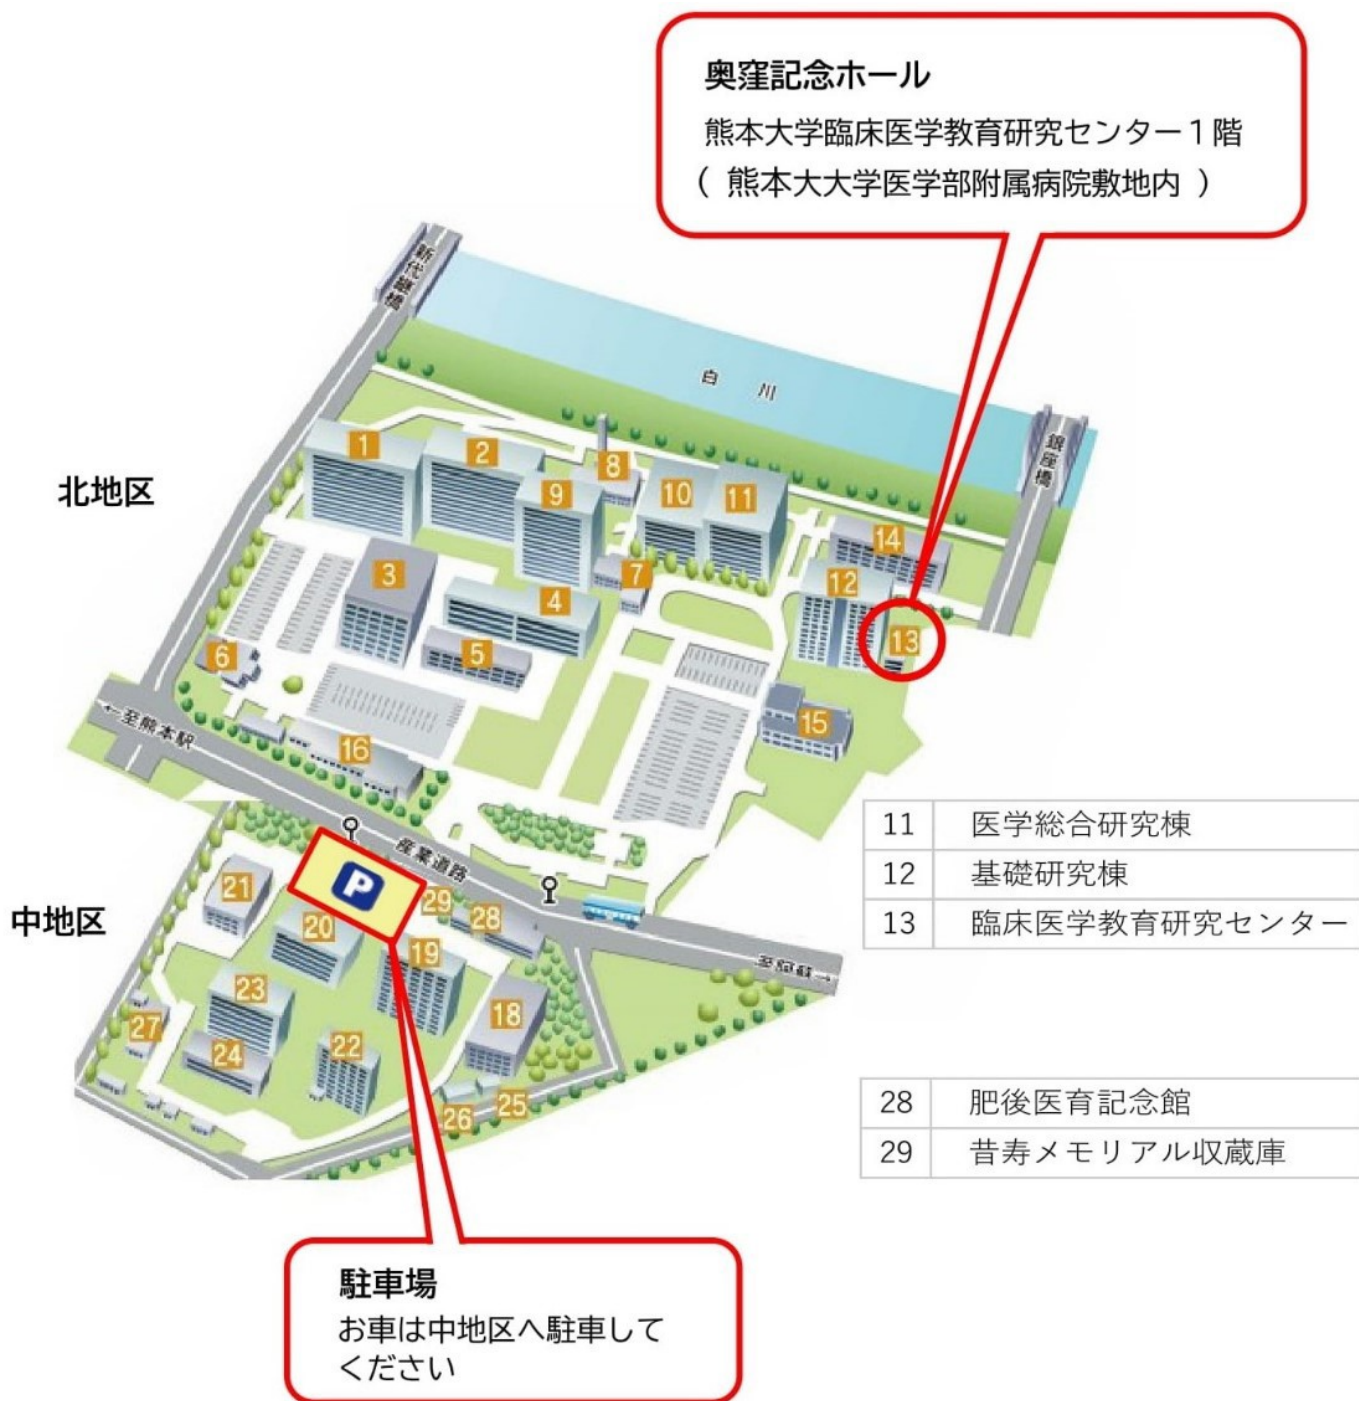 奥窪記念ホール
熊本大学臨床医学教育研究センター１階
( 熊本大大学医学部附属病院敷地内 )
新代継橋
白 川
銀座橋
北地区
1
2
8
9
10
11
14
3
7
12
4
13
5
6
15
←至熊本駅
16
産業道路
中地区
P
21
29
28
20
19
至阿蘇→
23
18
27
24
22
25
26
11 医学総合研究棟
12 基礎研究棟
13 臨床医学教育研究センター
28 肥後医育記念館
29 昔寿メモリアル収蔵庫
駐車場
お車は中地区へ駐車して
ください